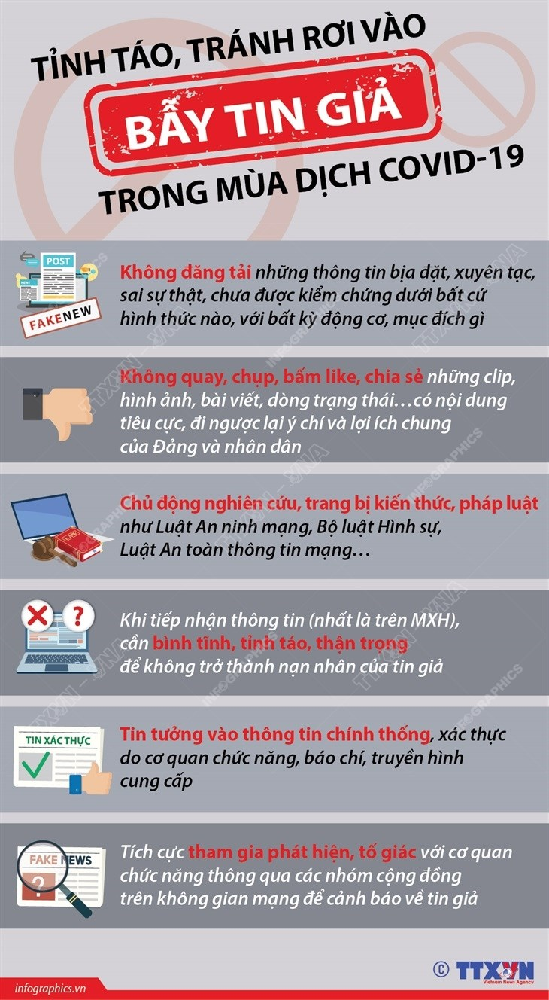 TỈNH TÁO, TRÁNH RƠI VÀO
BẪY TIN GIẢ
TRONG MÙA DỊCH COVID-19
POST
NEWS
FAKENEW
Không đăng tải những thông tin bịa đặt, xuyên tạc,
sai sự thật, chưa được kiểm chứng dưới bất cứ
hình thức nào, với bất kỳ động cơ, mục đích gì
Không quay, chụp, bấm like, chia sẻ những clip,
hình ảnh, bài viết, dòng trạng thái...có nội dung
tiêu cực, đi ngược lại ý chí và lợi ích chung
của Đảng và nhân dân
LAW
Chủ động nghiên cứu, trang bị kiến thức, pháp luật
như Luật An ninh mạng, Bộ luật Hình sự,
Luật An toàn thông tin mạng...
?
Khi tiếp nhận thông tin (nhất là trên MXH),
cần bình tĩnh, tỉnh táo, thận trọng
để không trở thành nạn nhân của tin giả
TIN XÁC THỰC
Tin tưởng vào thông tin chính thống, xác thực
do cơ quan chức năng, báo chí, truyền hình
cung cấp
FAKE NEWS
?
Tích cực tham gia phát hiện, tố giác với cơ quan
chức năng thông qua các nhóm cộng đồng
trên không gian mạng để cảnh báo về tin giả
© TTXVN
Vietnam News Agency
infographics.vn